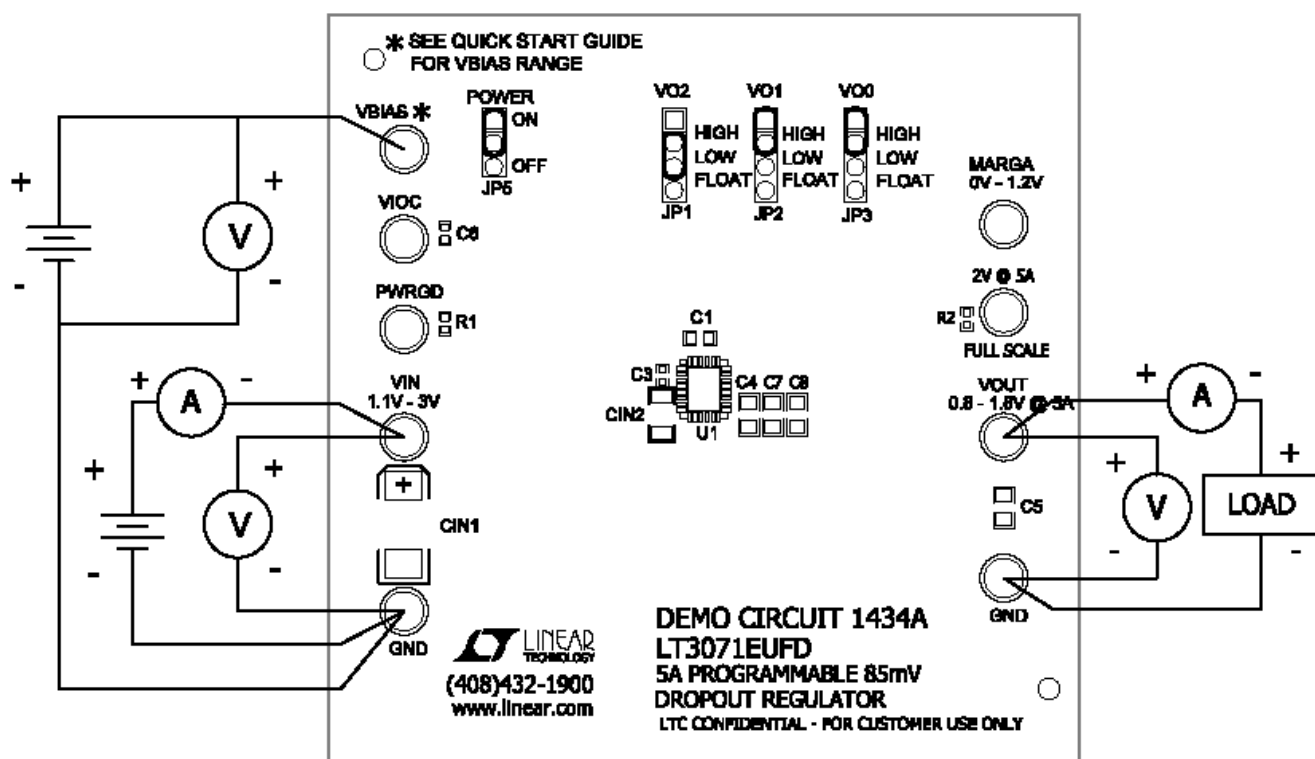 * SEE QUICK START GUIDE
FOR VBIAS RANGE
VBIAS *
POWER
ON
OFF
JP5
VO2
VO1
VO0
HIGH
LOW
FLOAT
JP1
HIGH
LOW
FLOAT
JP2
HIGH
LOW
FLOAT
JP3
MARGA
0V - 1.2V
+
-
+
V
-
VIOC
C6
PWRGD
R1
2V @ 5A
R2
FULL SCALE
C1
C3
CIN2
U1
C4 C7 C8
+
A
-
VIN
1.1V - 3V
VOUT
0.8 - 1.8V @ 5A
+
A
-
+
-
+
V
-
+
CIN1
GND
C5
+
V
-
+
LOAD
-
GND
LINEAR
TECHNOLOGY
(408)432-1900
www.linear.com
DEMO CIRCUIT 1434A
LT3071EUFD
5A PROGRAMMABLE 85mV
DROPOUT REGULATOR
LTC CONFIDENTIAL - FOR CUSTOMER USE ONLY